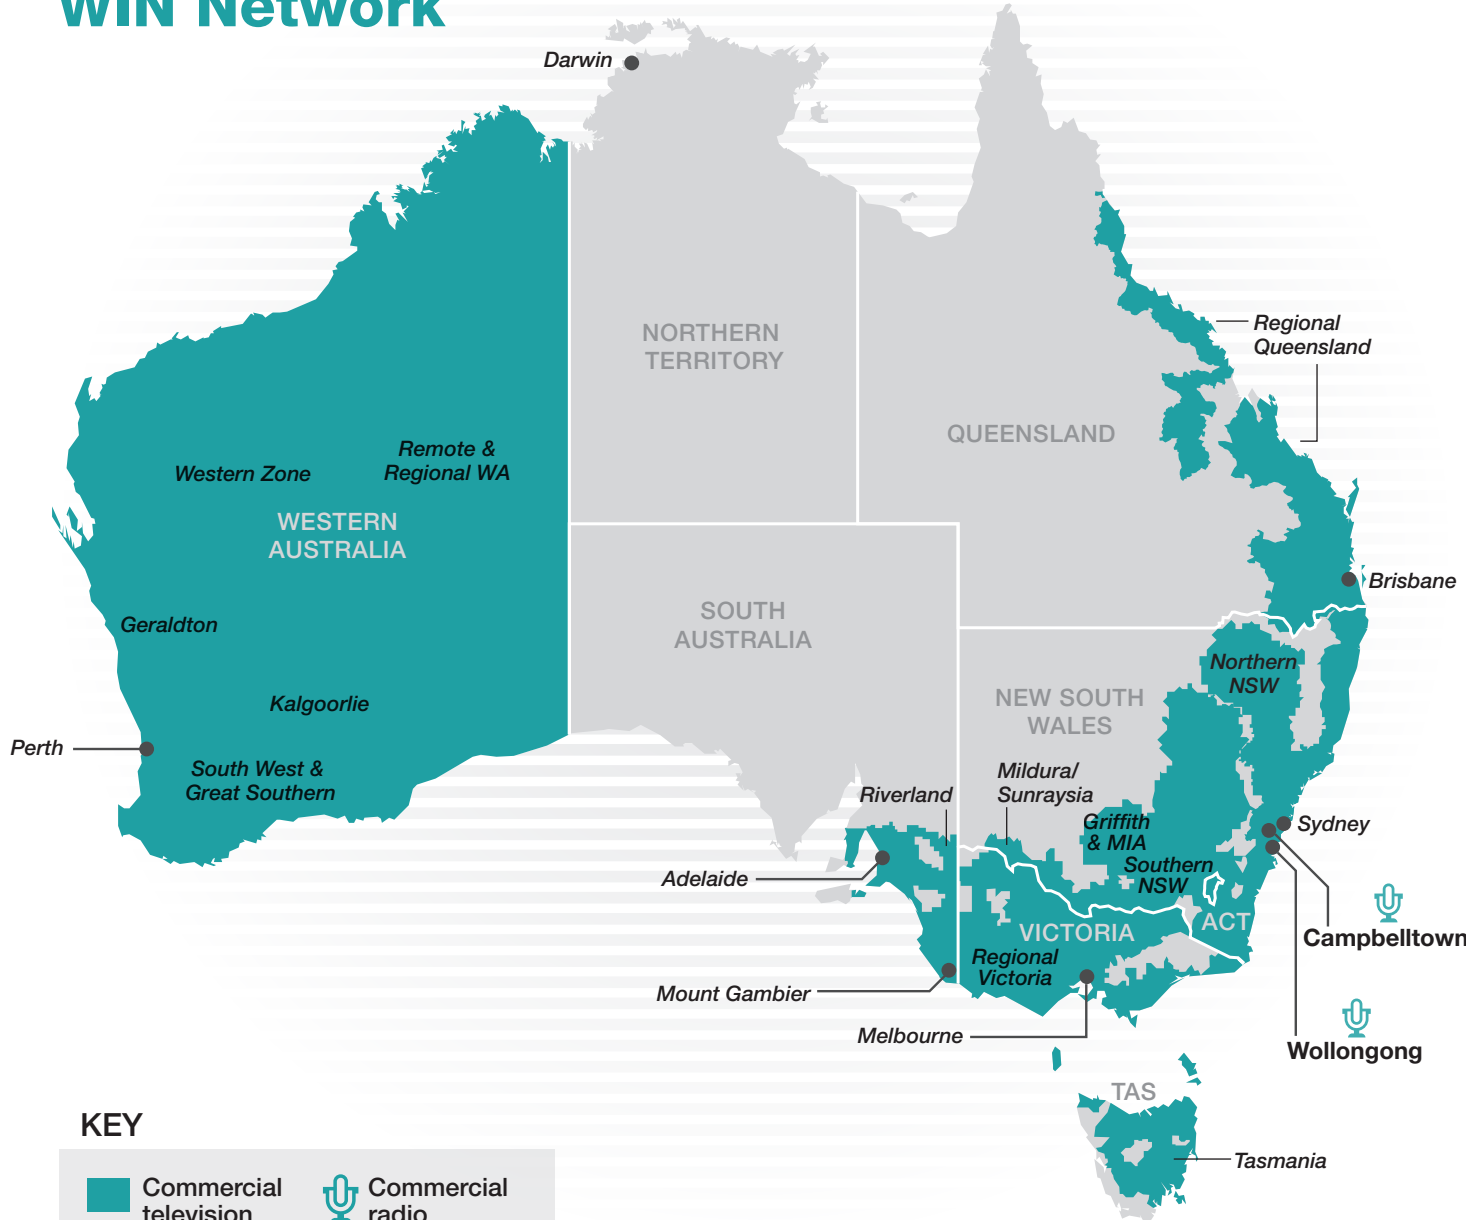 WIN Network
Darwin
NORTHERN
TERRITORY
Regional
Queensland
QUEENSLAND
Remote &
Regional WA
Western Zone
WESTERN
AUSTRALIA
Brisbane
SOUTH
AUSTRALIA
Geraldton
Northern
NSW
NEW SOUTH
WALES
Kalgoorlie
Perth
South West &
Great Southern
Mildura/
Sunraysia
Riverland
Griffith
& MIA
Sydney
Southern
NSW
Adelaide
ACT
VICTORIA
Campbelltown
Regional
Victoria
Mount Gambier
Melbourne
Wollongong
TAS
Tasmania
KEY
Commercial
television
Commercial
radio